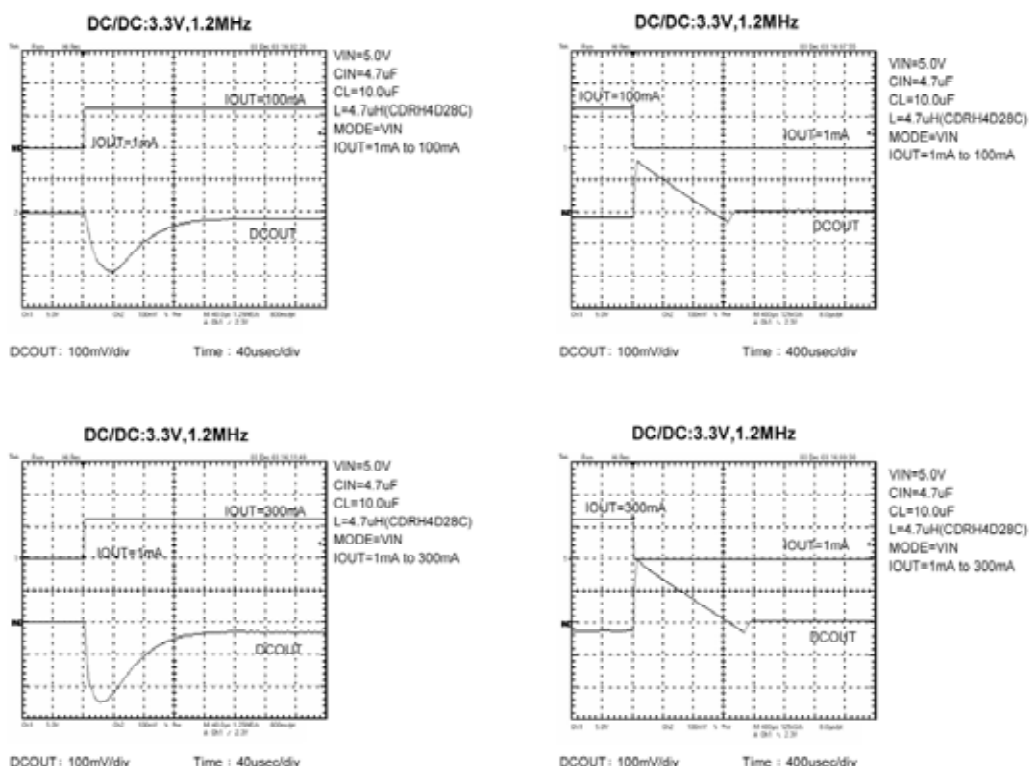 DC/DC:3.3V,1.2MHz
IOUT=100mA
IOUT=1mA
DCOUT
VIN=5.0V
CIN=4.7uF
CL=10.0uF
L=4.7uH(CDRH4D28C)
MODE=VIN
IOUT=1mA to 100mA
DCOUT: 100mV/div Time : 40usec/div
DC/DC:3.3V,1.2MHz
IOUT=100mA
IOUT=1mA
DCOUT
VIN=5.0V
CIN=4.7uF
CL=10.0uF
L=4.7uH(CDRH4D28C)
MODE=VIN
IOUT=1mA to 100mA
DCOUT: 100mV/div Time : 400usec/div
DC/DC:3.3V,1.2MHz
IOUT=300mA
IOUT=1mA
DCOUT
VIN=5.0V
CIN=4.7uF
CL=10.0uF
L=4.7uH(CDRH4D28C)
MODE=VIN
IOUT=1mA to 300mA
DCOUT: 100mV/div Time : 40usec/div
DC/DC:3.3V,1.2MHz
IOUT=300mA
IOUT=1mA
DCOUT
VIN=5.0V
CIN=4.7uF
CL=10.0uF
L=4.7uH(CDRH4D28C)
MODE=VIN
IOUT=1mA to 300mA
DCOUT: 100mV/div Time : 400usec/div